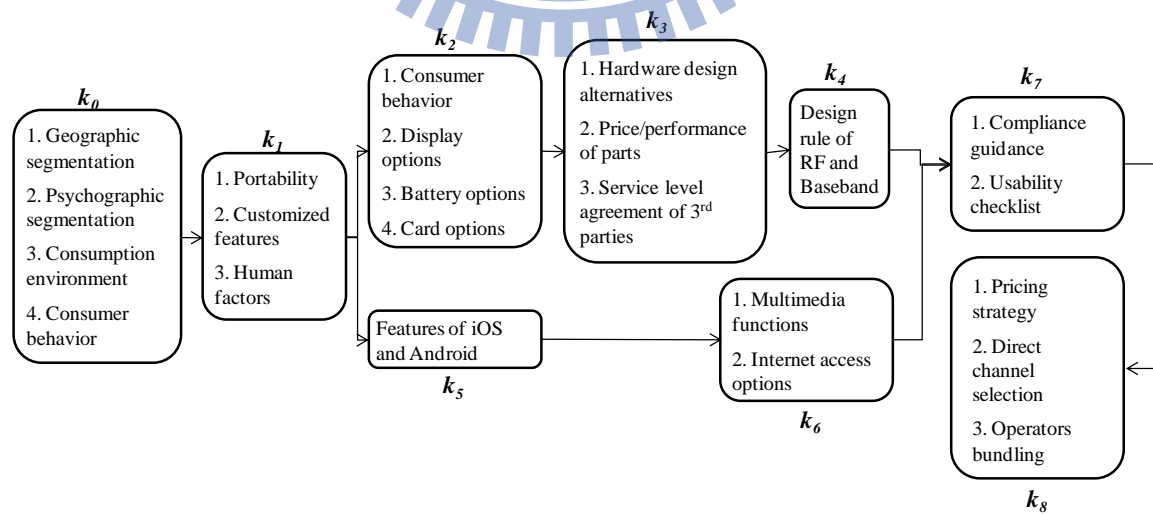 k0
1. Geographic
segmentation
2. Psychographic
segmentation
3. Consumption
environment
4. Consumer
behavior
k1
1. Portability
2. Customized
features
3. Human
factors
k2
1. Consumer
behavior
2. Display
options
3. Battery options
4. Card options
k3
1. Hardware design
alternatives
2. Price/performance
of parts
3. Service level
agreement of 3rd
parties
k4
Design
rule of
RF and
Baseband
Features of iOS
and Android
k5
1. Multimedia
functions
2. Internet access
options
k6
k7
1. Compliance
guidance
2. Usability
checklist
1. Pricing
strategy
2. Direct
channel
selection
3. Operators
bundling
k8